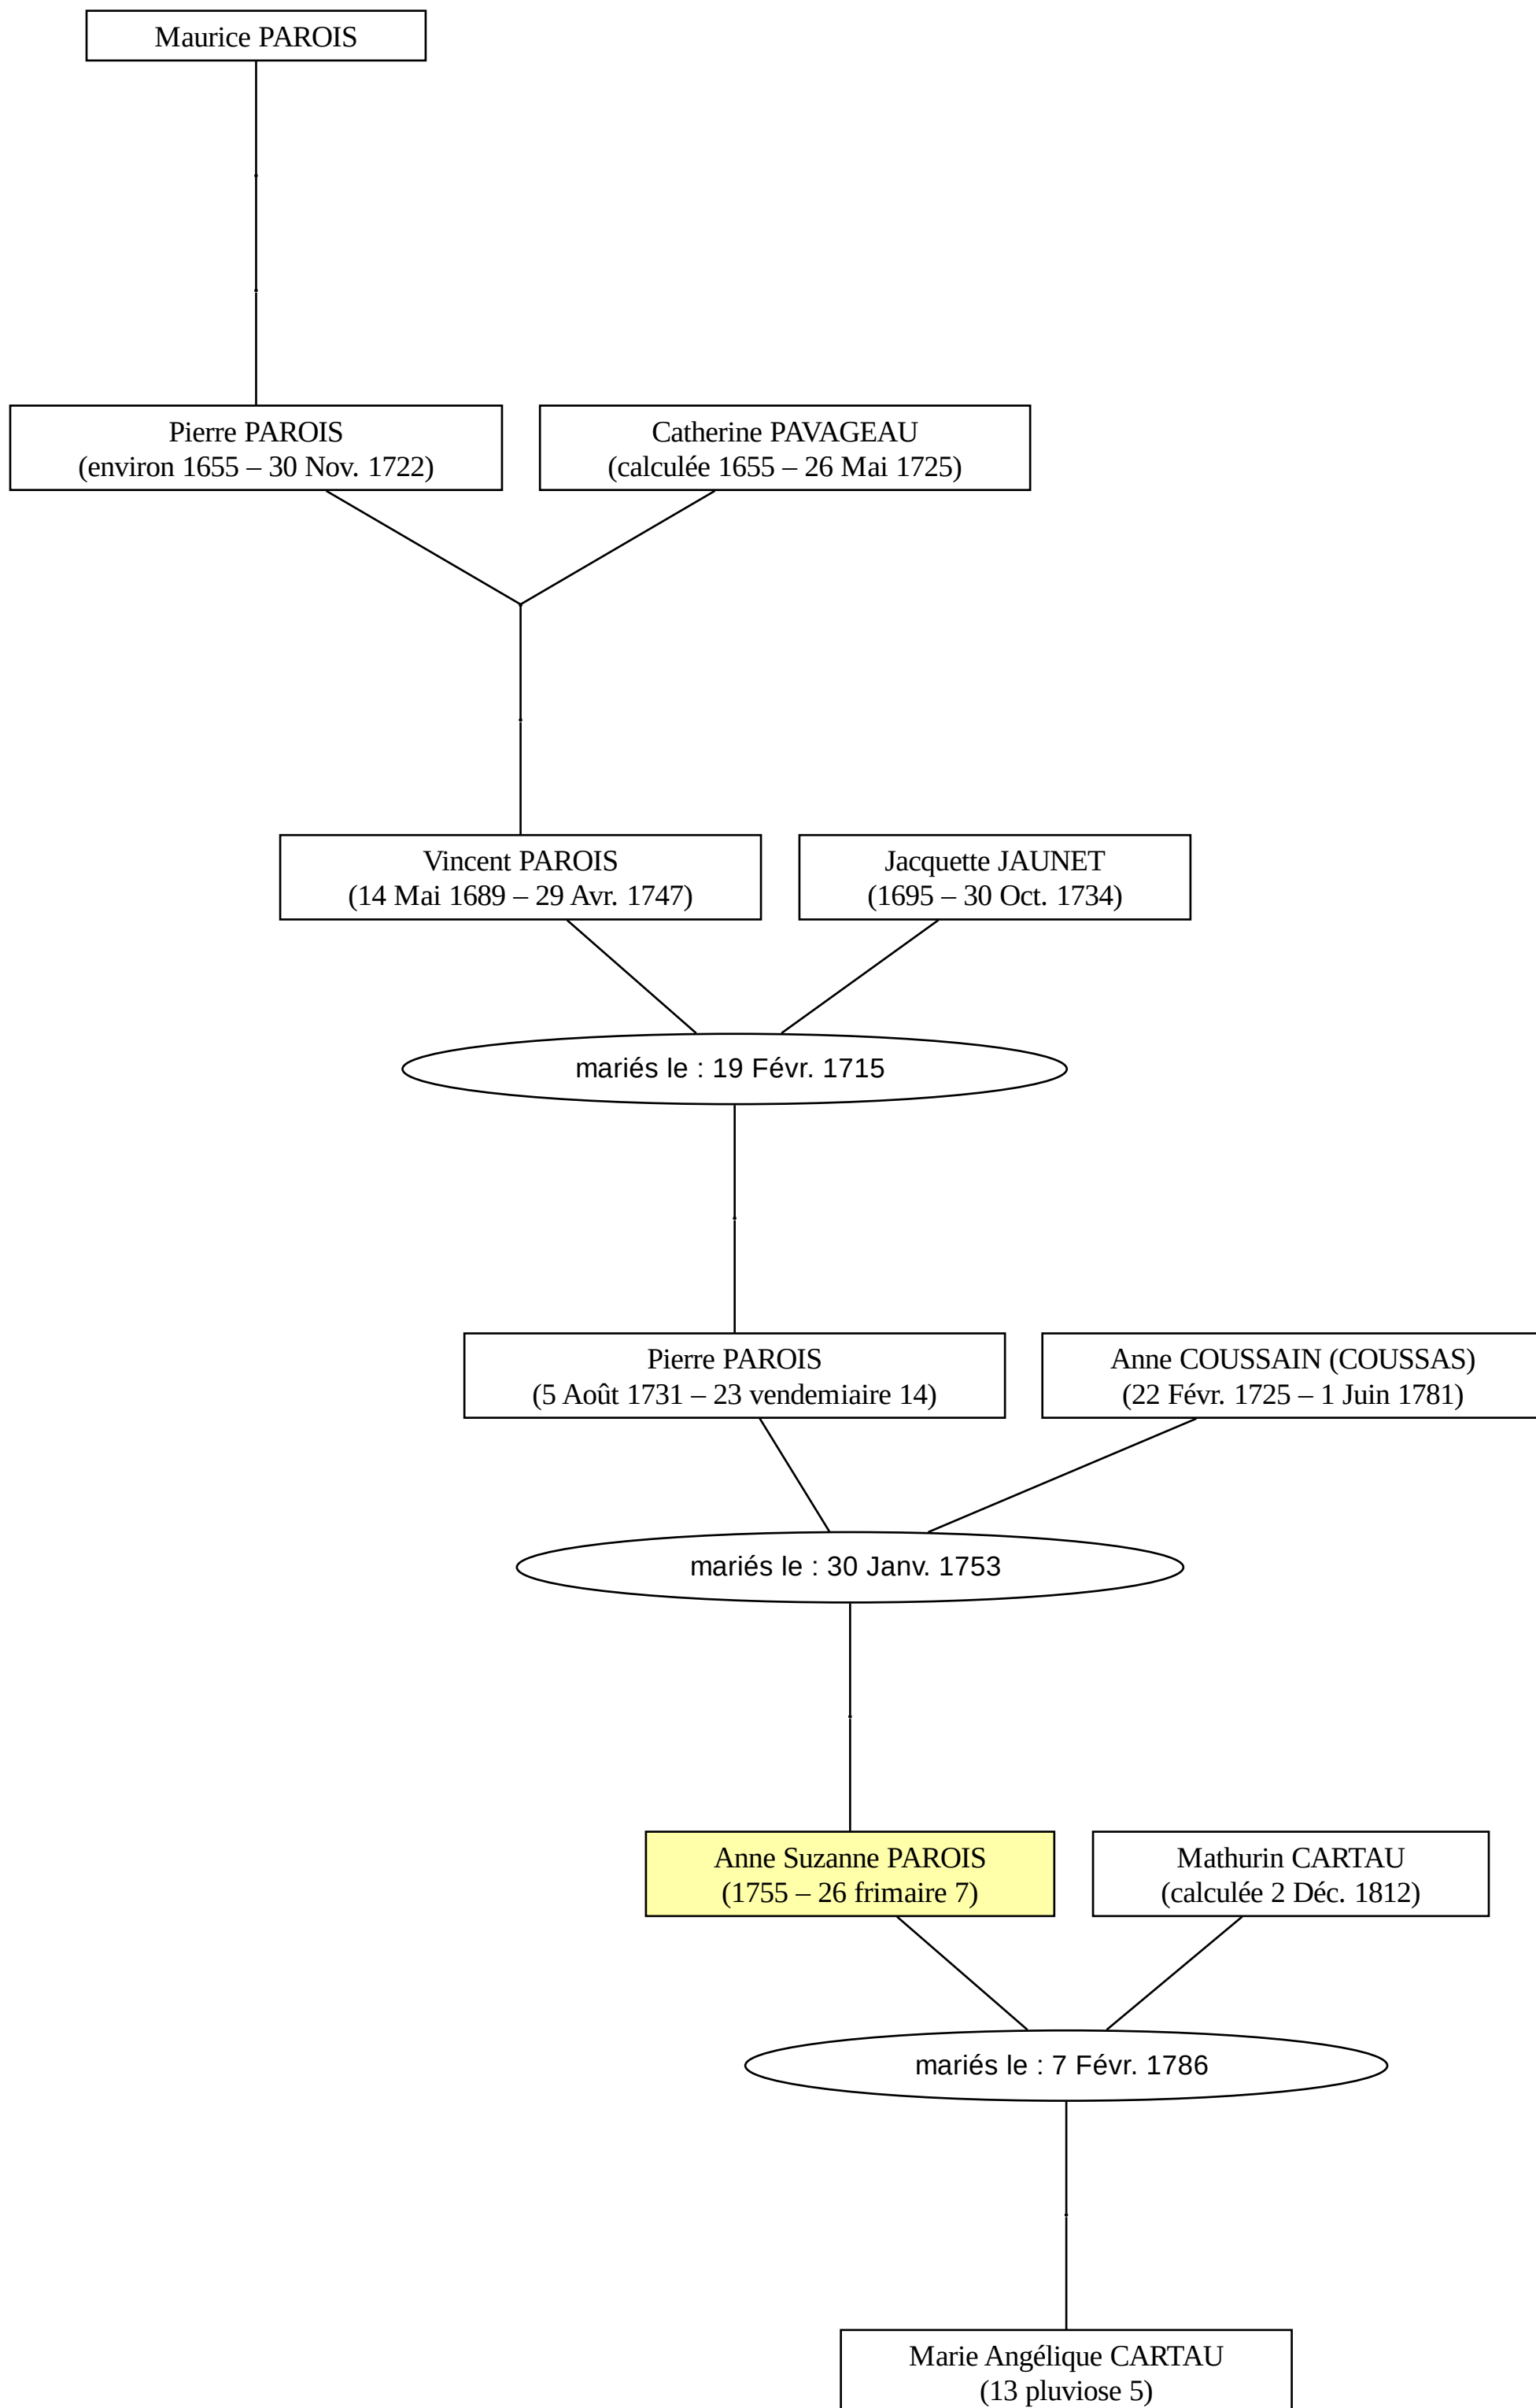 Maurice PAROIS
Pierre PAROIS
(environ 1655 – 30 Nov. 1722)
Catherine PAVAGEAU
(calculée 1655 – 26 Mai 1725)
Vincent PAROIS
(14 Mai 1689 – 29 Avr. 1747)
Jacquette JAUNET
(1695 – 30 Oct. 1734)
mariés le : 19 Févr. 1715
Pierre PAROIS
(5 Août 1731 – 23 vendemiaire 14)
Anne COUSSAIN (COUSSAS)
(22 Févr. 1725 – 1 Juin 1781)
mariés le : 30 Janv. 1753
Anne Suzanne PAROIS
(1755 – 26 frimaire 7)
Mathurin CARTAU
(calculée 2 Déc. 1812)
mariés le : 7 Févr. 1786
Marie Angélique CARTAU
(13 pluviose 5)